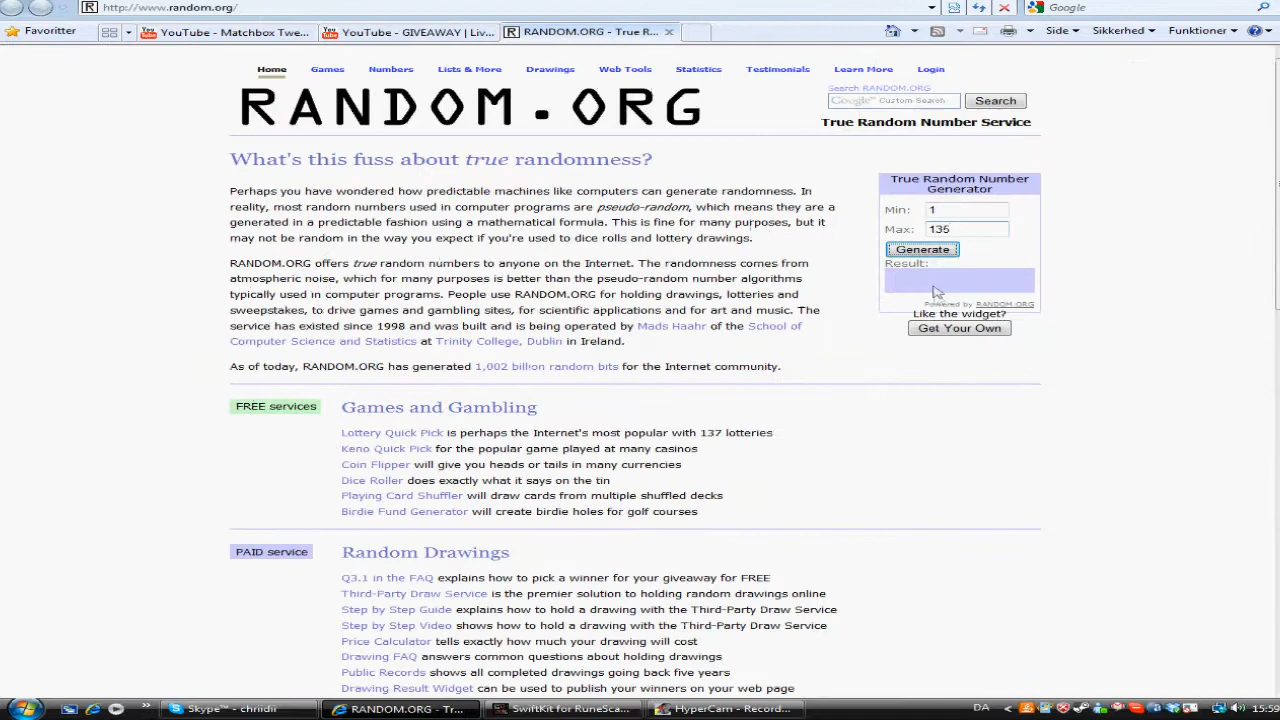 http://www.random.org/
Google
Favoritter
YouTube - Matchbox Twe...
YouTube - GIVEAWAY | Liv...
RANDOM.ORG - True R...
Side
Sikkerhed
Funktioner
Home Games Numbers Lists & More Drawings Web Tools Statistics Testimonials Learn More Login
RANDOM.ORG
Search RANDOM.ORG
Google™ Custom Search
Search
True Random Number Service
What's this fuss about true randomness?
Perhaps you have wondered how predictable machines like computers can generate randomness. In
reality, most random numbers used in computer programs are pseudo-random, which means they are a
generated in a predictable fashion using a mathematical formula. This is fine for many purposes, but it
may not be random in the way you expect if you're used to dice rolls and lottery drawings.
RANDOM.ORG offers true random numbers to anyone on the Internet. The randomness comes from
atmospheric noise, which for many purposes is better than the pseudo-random number algorithms
typically used in computer programs. People use RANDOM.ORG for holding drawings, lotteries and
sweepstakes, to drive games and gambling sites, for scientific applications and for art and music. The
service has existed since 1998 and was built and is being operated by Mads Haahr of the School of
Computer Science and Statistics at Trinity College, Dublin in Ireland.
As of today, RANDOM.ORG has generated 1,002 billion random bits for the Internet community.
True Random Number
Generator
Min: 1
Max: 135
Generate
Result:
Powered by RANDOM.ORG
Like the widget?
Get Your Own
FREE services
Games and Gambling
Lottery Quick Pick is perhaps the Internet's most popular with 137 lotteries
Keno Quick Pick for the popular game played at many casinos
Coin Flipper will give you heads or tails in many currencies
Dice Roller does exactly what it says on the tin
Playing Card Shuffler will draw cards from multiple shuffled decks
Birdie Fund Generator will create birdie holes for golf courses
PAID service
Random Drawings
Q3.1 in the FAQ explains how to pick a winner for your giveaway for FREE
Third-Party Draw Service is the premier solution to holding random drawings online
Step by Step Guide explains how to hold a drawing with the Third-Party Draw Service
Step by Step Video shows how to hold a drawing with the Third-Party Draw Service
Price Calculator tells exactly how much your drawing will cost
Drawing FAQ answers common questions about holding drawings
Public Records shows all completed drawings going back five years
Drawing Result Widget can be used to publish your winners on your web page
Skype™ - chriidii
RANDOM.ORG - Tr...
SwiftKit for RuneSca...
HyperCam - Record...
DA
15:59